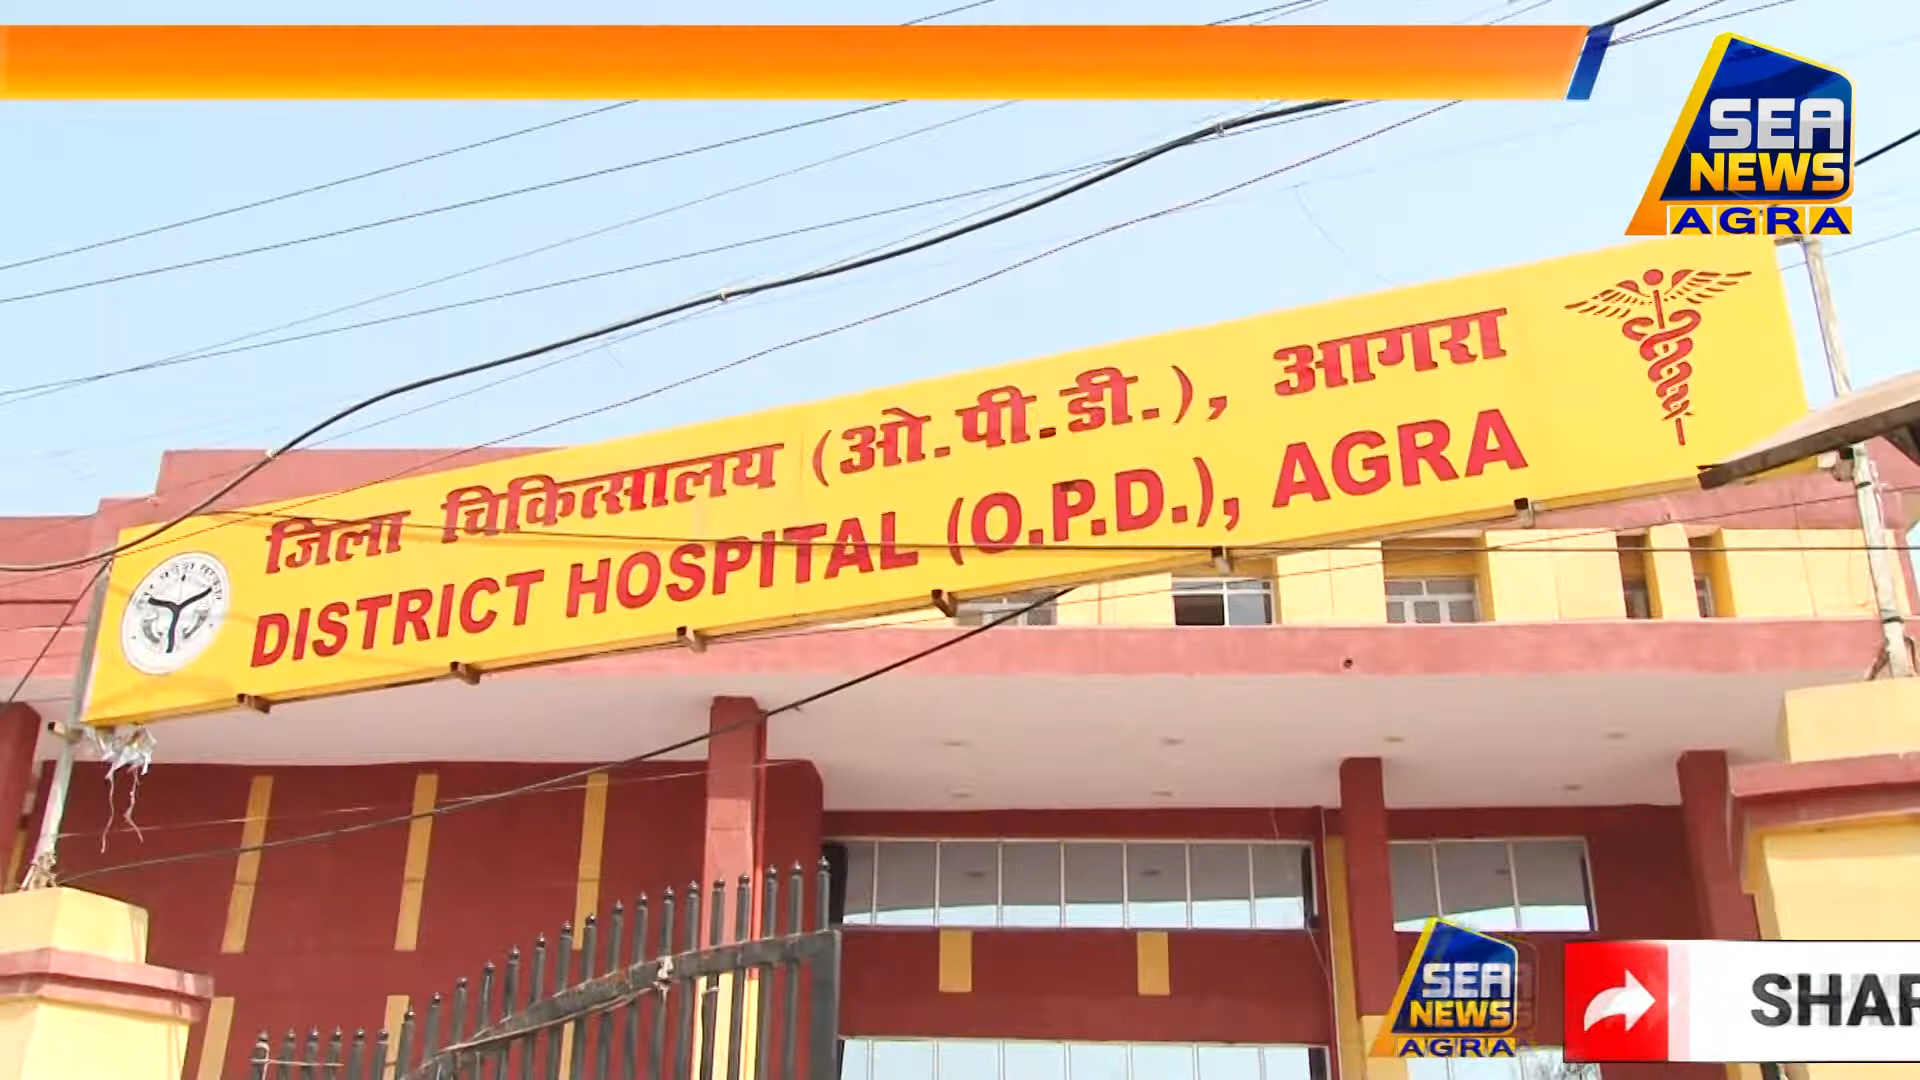 SEA
NEWS
AGRA
जिला चिकित्सालय (ओ.पी.डी.), आगरा
DISTRICT HOSPITAL (O.P.D.), AGRA
SEA
NEWS
AGRA
SHAR